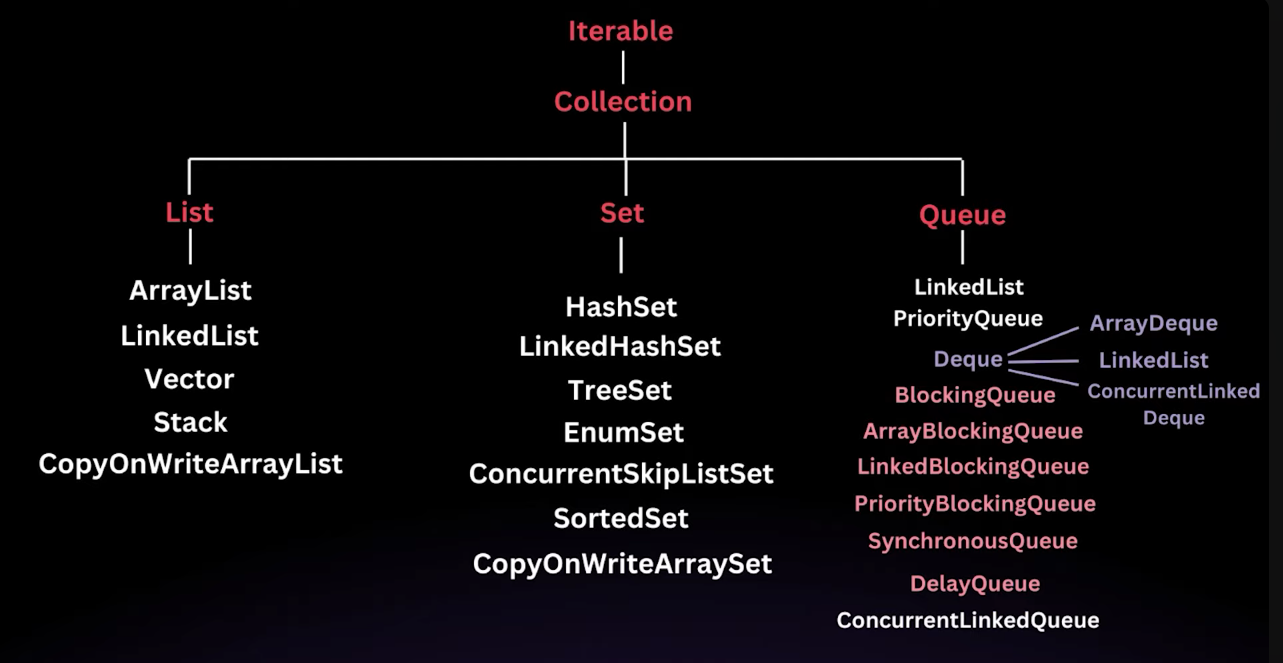 Iterable
Collection
List
Set
Queue
ArrayList
LinkedList
Vector
Stack
CopyOnWriteArrayList
HashSet
LinkedHashSet
TreeSet
EnumSet
ConcurrentSkipListSet
SortedSet
CopyOnWriteArraySet
LinkedList
PriorityQueue
Deque
ArrayDeque
LinkedList
ConcurrentLinked
Deque
BlockingQueue
ArrayBlockingQueue
LinkedBlockingQueue
PriorityBlockingQueue
SynchronousQueue
DelayQueue
ConcurrentLinkedQueue